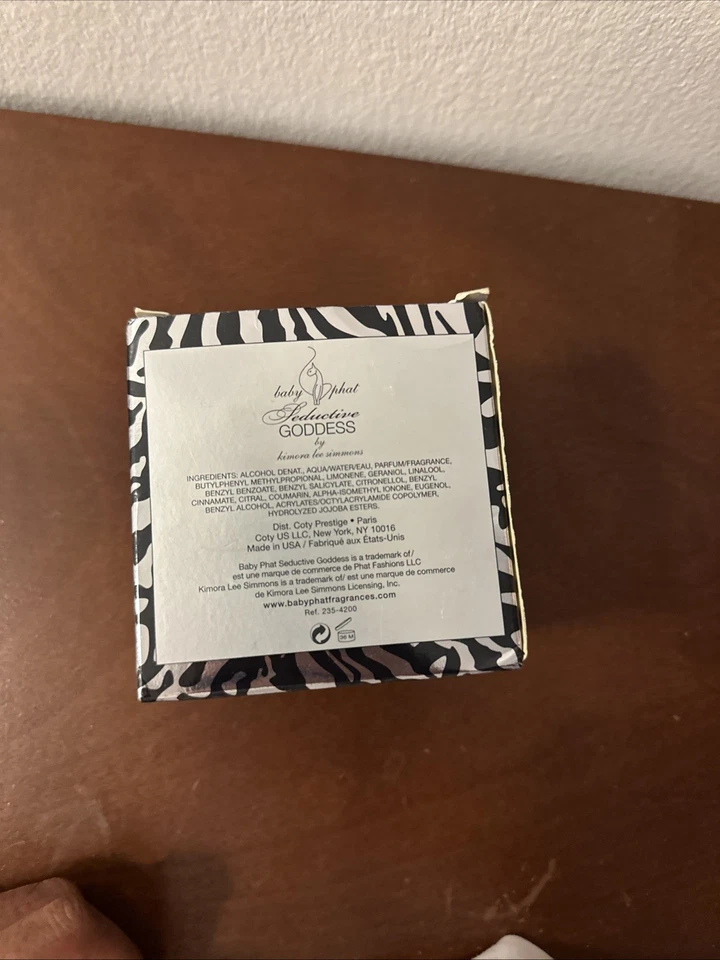 baby phat
Seductive
GODDESS
by
kimora lee simmons
INGREDIENTS: ALCOHOL DENAT., AQUA/WATER/EAU, PARFUM/FRAGRANCE,
BUTYLPHENYL METHYLPROPIONAL, LIMONENE, GERANIOL, LINALOOL,
BENZYL BENZOATE, BENZYL SALICYLATE, CITRONELLOL, BENZYL
CINNAMATE, CITRAL, COUMARIN, ALPHA-ISOMETHYL IONONE, EUGENOL,
BENZYL ALCOHOL, ACRYLATES/OCTYLACRYLAMIDE COPOLYMER,
HYDROLYZED JOJOBA ESTERS.
Dist. Coty Prestige • Paris
Coty US LLC, New York, NY 10016
Made in USA / Fabriqué aux États-Unis
Baby Phat Seductive Goddess is a trademark of/
est une marque de commerce de Phat Fashions LLC
Kimora Lee Simmons is a trademark of/ est une marque de commerce
de Kimora Lee Simmons Licensing, Inc.
www.babyphatfragrances.com
Ref. 235-4200
36 M